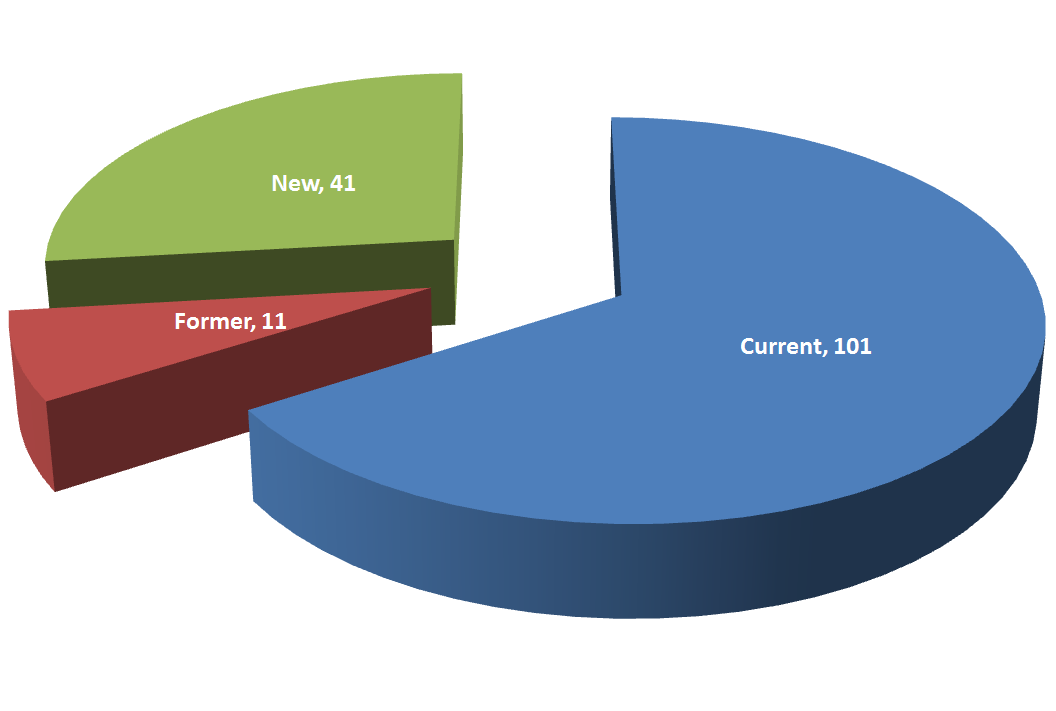 New, 41
Former, 11
Current, 101